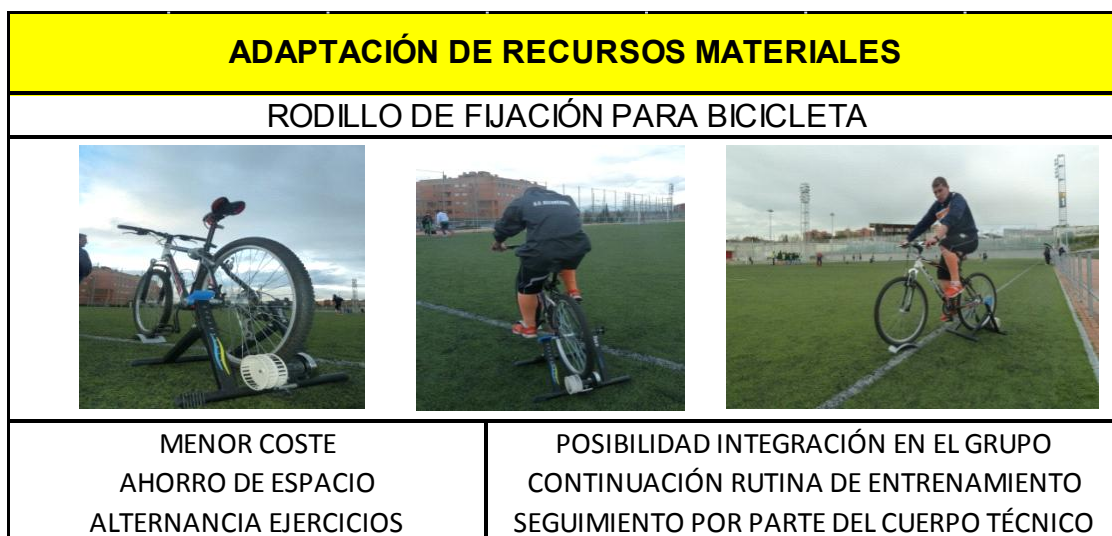 ADAPTACIÓN DE RECURSOS MATERIALES
RODILLO DE FIJACIÓN PARA BICICLETA
MENOR COSTE
AHORRO DE ESPACIO
ALTERNANCIA EJERCICIOS
POSIBILIDAD INTEGRACIÓN EN EL GRUPO
CONTINUACIÓN RUTINA DE ENTRENAMIENTO
SEGUIMIENTO POR PARTE DEL CUERPO TÉCNICO